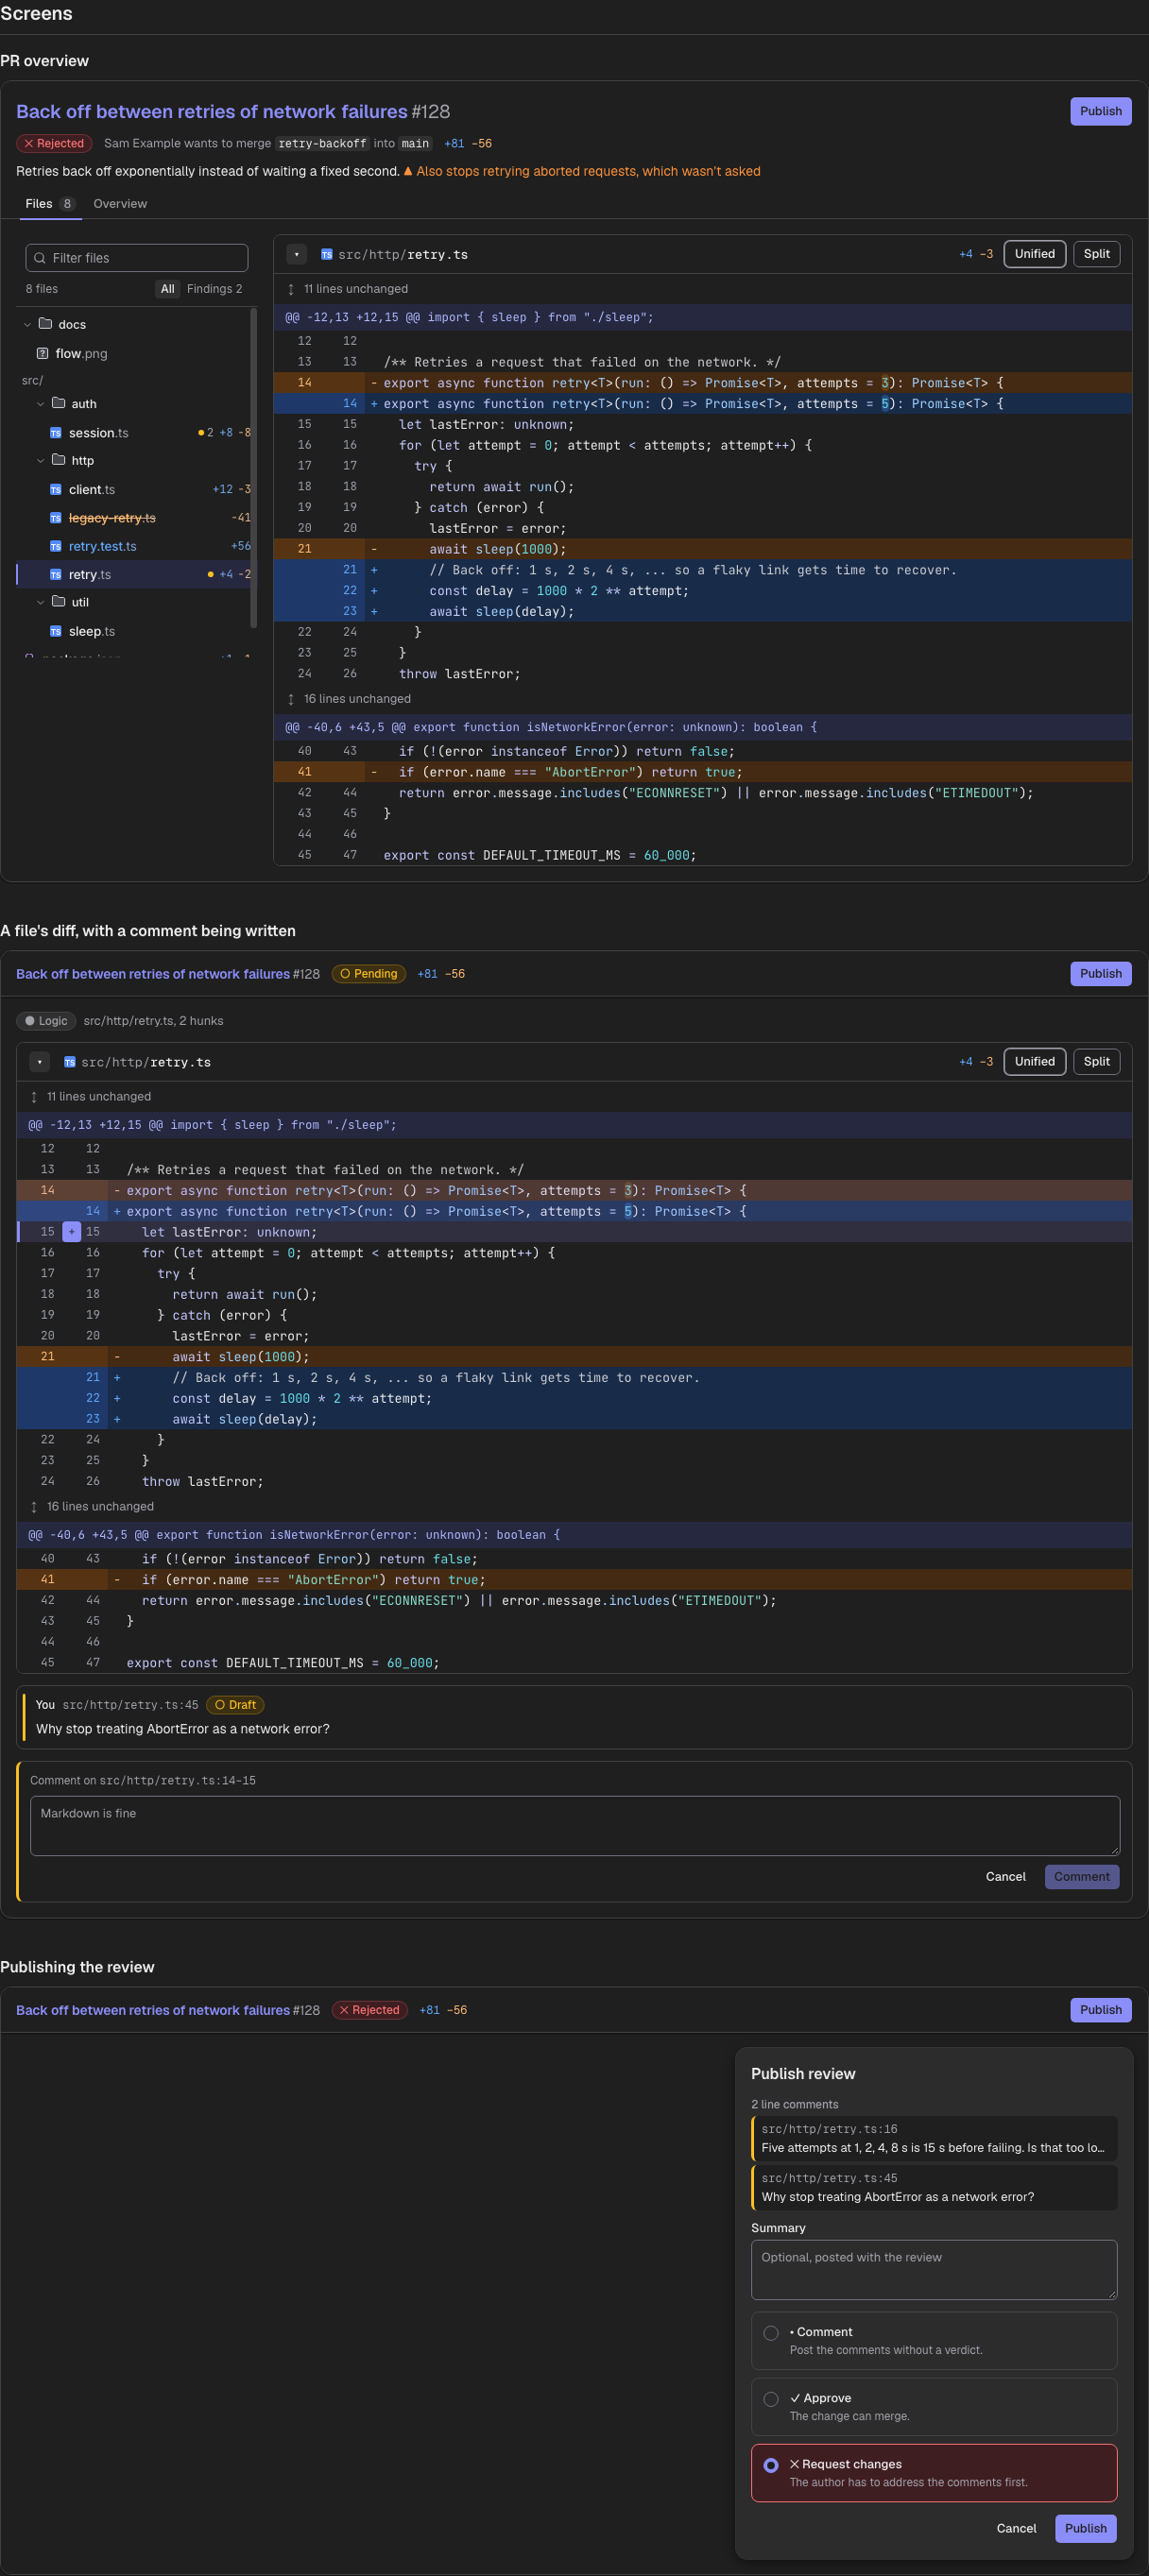 Screens
PR overview
Back off between retries of network failures #128
Publish
Rejected Sam Example wants to merge retry-backoff into main +81 −56
Retries back off exponentially instead of waiting a fixed second. Also stops retrying aborted requests, which wasn't asked
Files 8 Overview
Filter files
8 files All Findings 2
docs
flow.png
src/
auth
session.ts 2 +8 -8
http
client.ts +12 -3
legacy-retry.ts -41
retry.test.ts +56
retry.ts +4 -2
util
sleep.ts
TS src/http/retry.ts +4 −3 Unified Split
11 lines unchanged
@@ -12,13 +12,15 @@ import { sleep } from "./sleep";
12 12
13 13 /** Retries a request that failed on the network. */
14 - export async function retry<T>(run: () => Promise<T>, attempts = 3): Promise<T> {
14 + export async function retry<T>(run: () => Promise<T>, attempts = 5): Promise<T> {
15 15 let lastError: unknown;
16 16 for (let attempt = 0; attempt < attempts; attempt++) {
17 17 try {
18 18 return await run();
19 19 } catch (error) {
20 20 lastError = error;
21 - await sleep(1000);
21 + // Back off: 1 s, 2 s, 4 s, ... so a flaky link gets time to recover.
22 + const delay = 1000 * 2 ** attempt;
23 + await sleep(delay);
22 24 }
23 25 }
24 26 throw lastError;
16 lines unchanged
@@ -40,6 +43,5 @@ export function isNetworkError(error: unknown): boolean {
40 43 if (!(error instanceof Error)) return false;
41 - if (error.name === "AbortError") return true;
42 44 return error.message.includes("ECONNRESET") || error.message.includes("ETIMEDOUT");
43 45 }
44 46
45 47 export const DEFAULT_TIMEOUT_MS = 60_000;
A file's diff, with a comment being written
Back off between retries of network failures #128 Pending +81 −56 Publish
Logic src/http/retry.ts, 2 hunks
TS src/http/retry.ts +4 −3 Unified Split
11 lines unchanged
@@ -12,13 +12,15 @@ import { sleep } from "./sleep";
12 12
13 13 /** Retries a request that failed on the network. */
14 - export async function retry<T>(run: () => Promise<T>, attempts = 3): Promise<T> {
14 + export async function retry<T>(run: () => Promise<T>, attempts = 5): Promise<T> {
15 + 15 let lastError: unknown;
16 16 for (let attempt = 0; attempt < attempts; attempt++) {
17 17 try {
18 18 return await run();
19 19 } catch (error) {
20 20 lastError = error;
21 - await sleep(1000);
21 + // Back off: 1 s, 2 s, 4 s, ... so a flaky link gets time to recover.
22 + const delay = 1000 * 2 ** attempt;
23 + await sleep(delay);
22 24 }
23 25 }
24 26 throw lastError;
16 lines unchanged
@@ -40,6 +43,5 @@ export function isNetworkError(error: unknown): boolean {
40 43 if (!(error instanceof Error)) return false;
41 - if (error.name === "AbortError") return true;
42 44 return error.message.includes("ECONNRESET") || error.message.includes("ETIMEDOUT");
43 45 }
44 46
45 47 export const DEFAULT_TIMEOUT_MS = 60_000;
You src/http/retry.ts:45 Draft
Why stop treating AbortError as a network error?
Comment on src/http/retry.ts:14–15
Markdown is fine
Cancel Comment
Publishing the review
Back off between retries of network failures #128 Rejected +81 −56 Publish
Publish review
2 line comments
src/http/retry.ts:16
Five attempts at 1, 2, 4, 8 s is 15 s before failing. Is that too lo…
src/http/retry.ts:45
Why stop treating AbortError as a network error?
Summary
Optional, posted with the review
• Comment
Post the comments without a verdict.
✓ Approve
The change can merge.
Request changes
The author has to address the comments first.
Cancel Publish